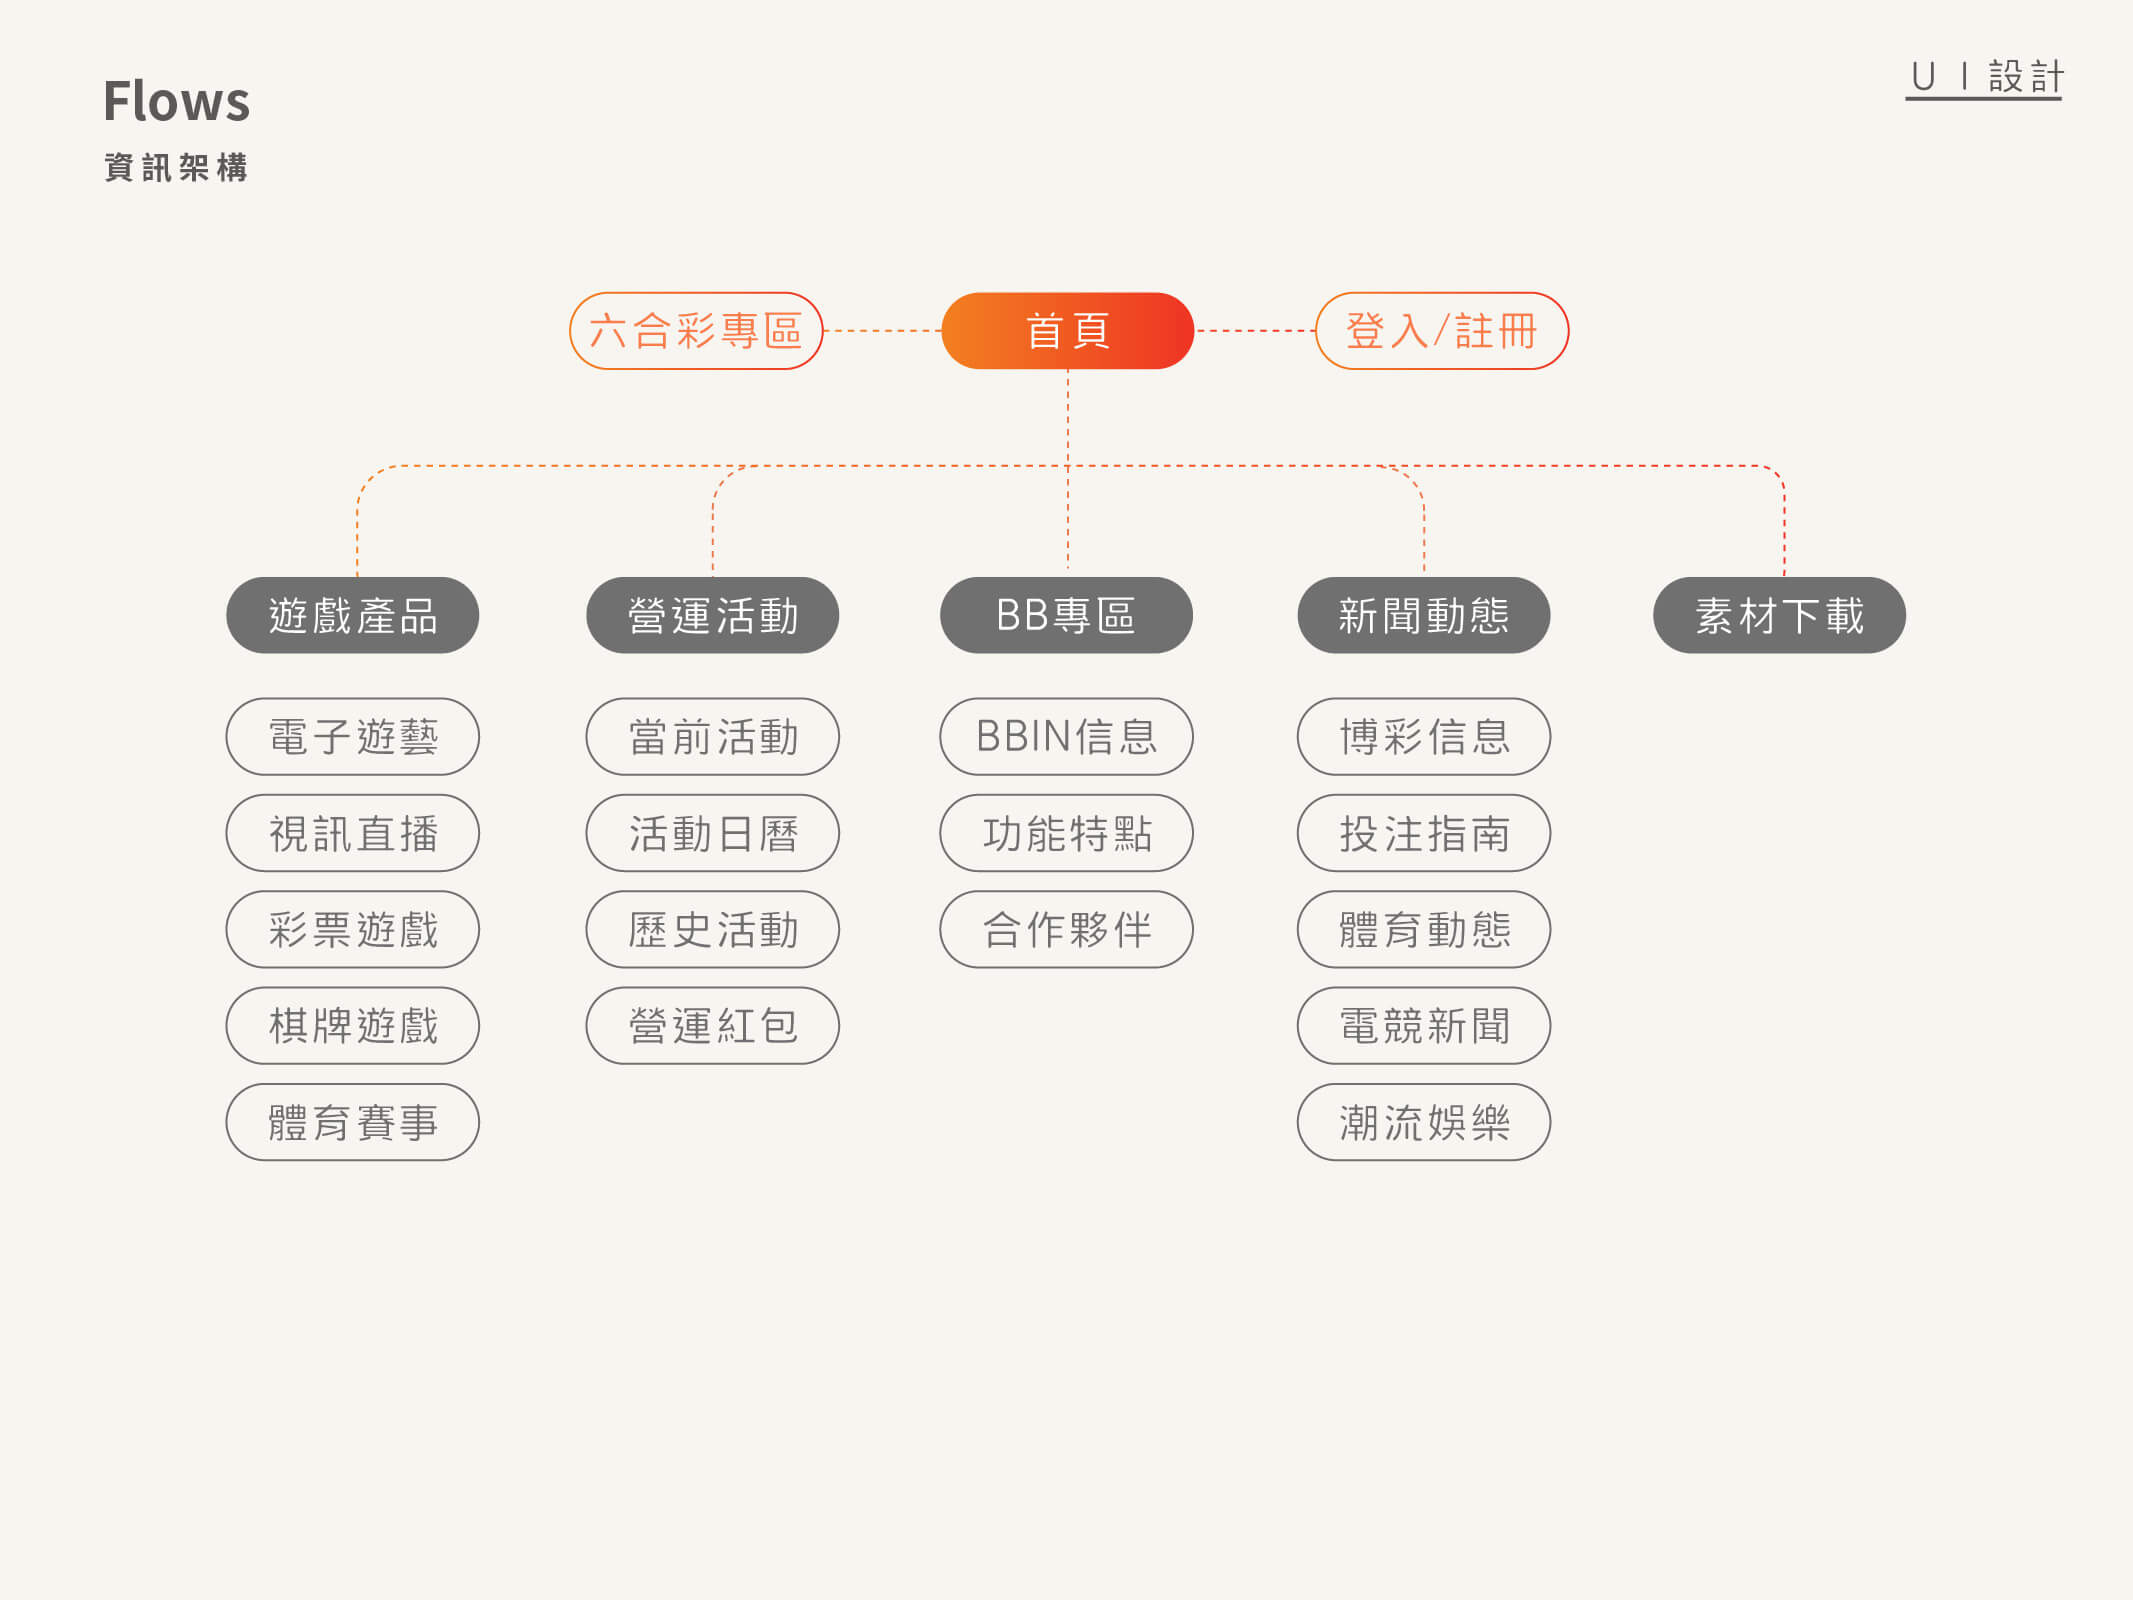 Flows
資訊架構
UI設計
六合彩專區
首頁
登入/註冊
遊戲產品
電子遊藝
視訊直播
彩票遊戲
棋牌遊戲
體育賽事
營運活動
當前活動
活動日曆
歷史活動
營運紅包
BB專區
BBIN信息
功能特點
合作夥伴
新聞動態
博彩信息
投注指南
體育動態
電競新聞
潮流娛樂
素材下載